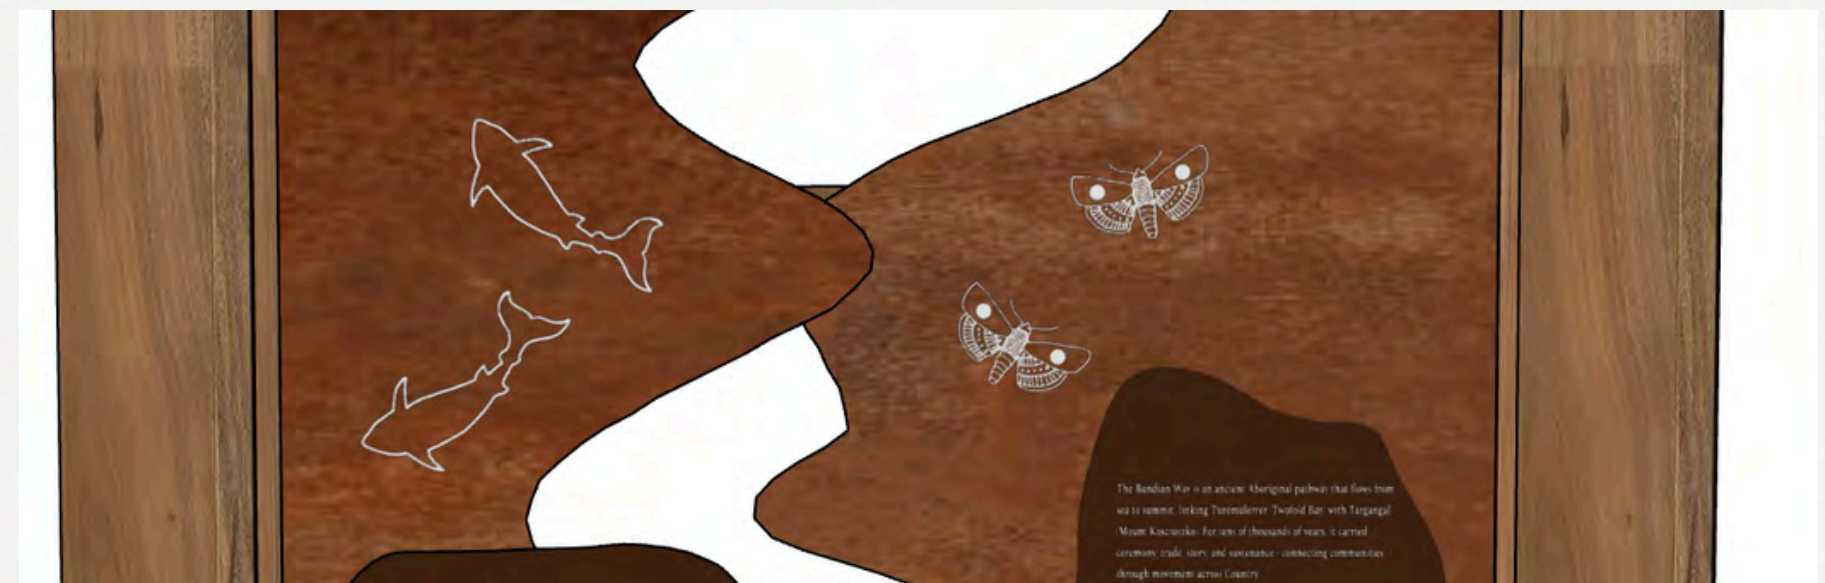 The Bundian Way is an ancient Aboriginal pathway that flows from
sea to summit, linking Turemulerrer (Twofold Bay) with Targangal
(Mount Kosciuszko). For tens of thousands of years, it carried
ceremony, trade, story, and sustenance - connecting communities
through movement across Country.